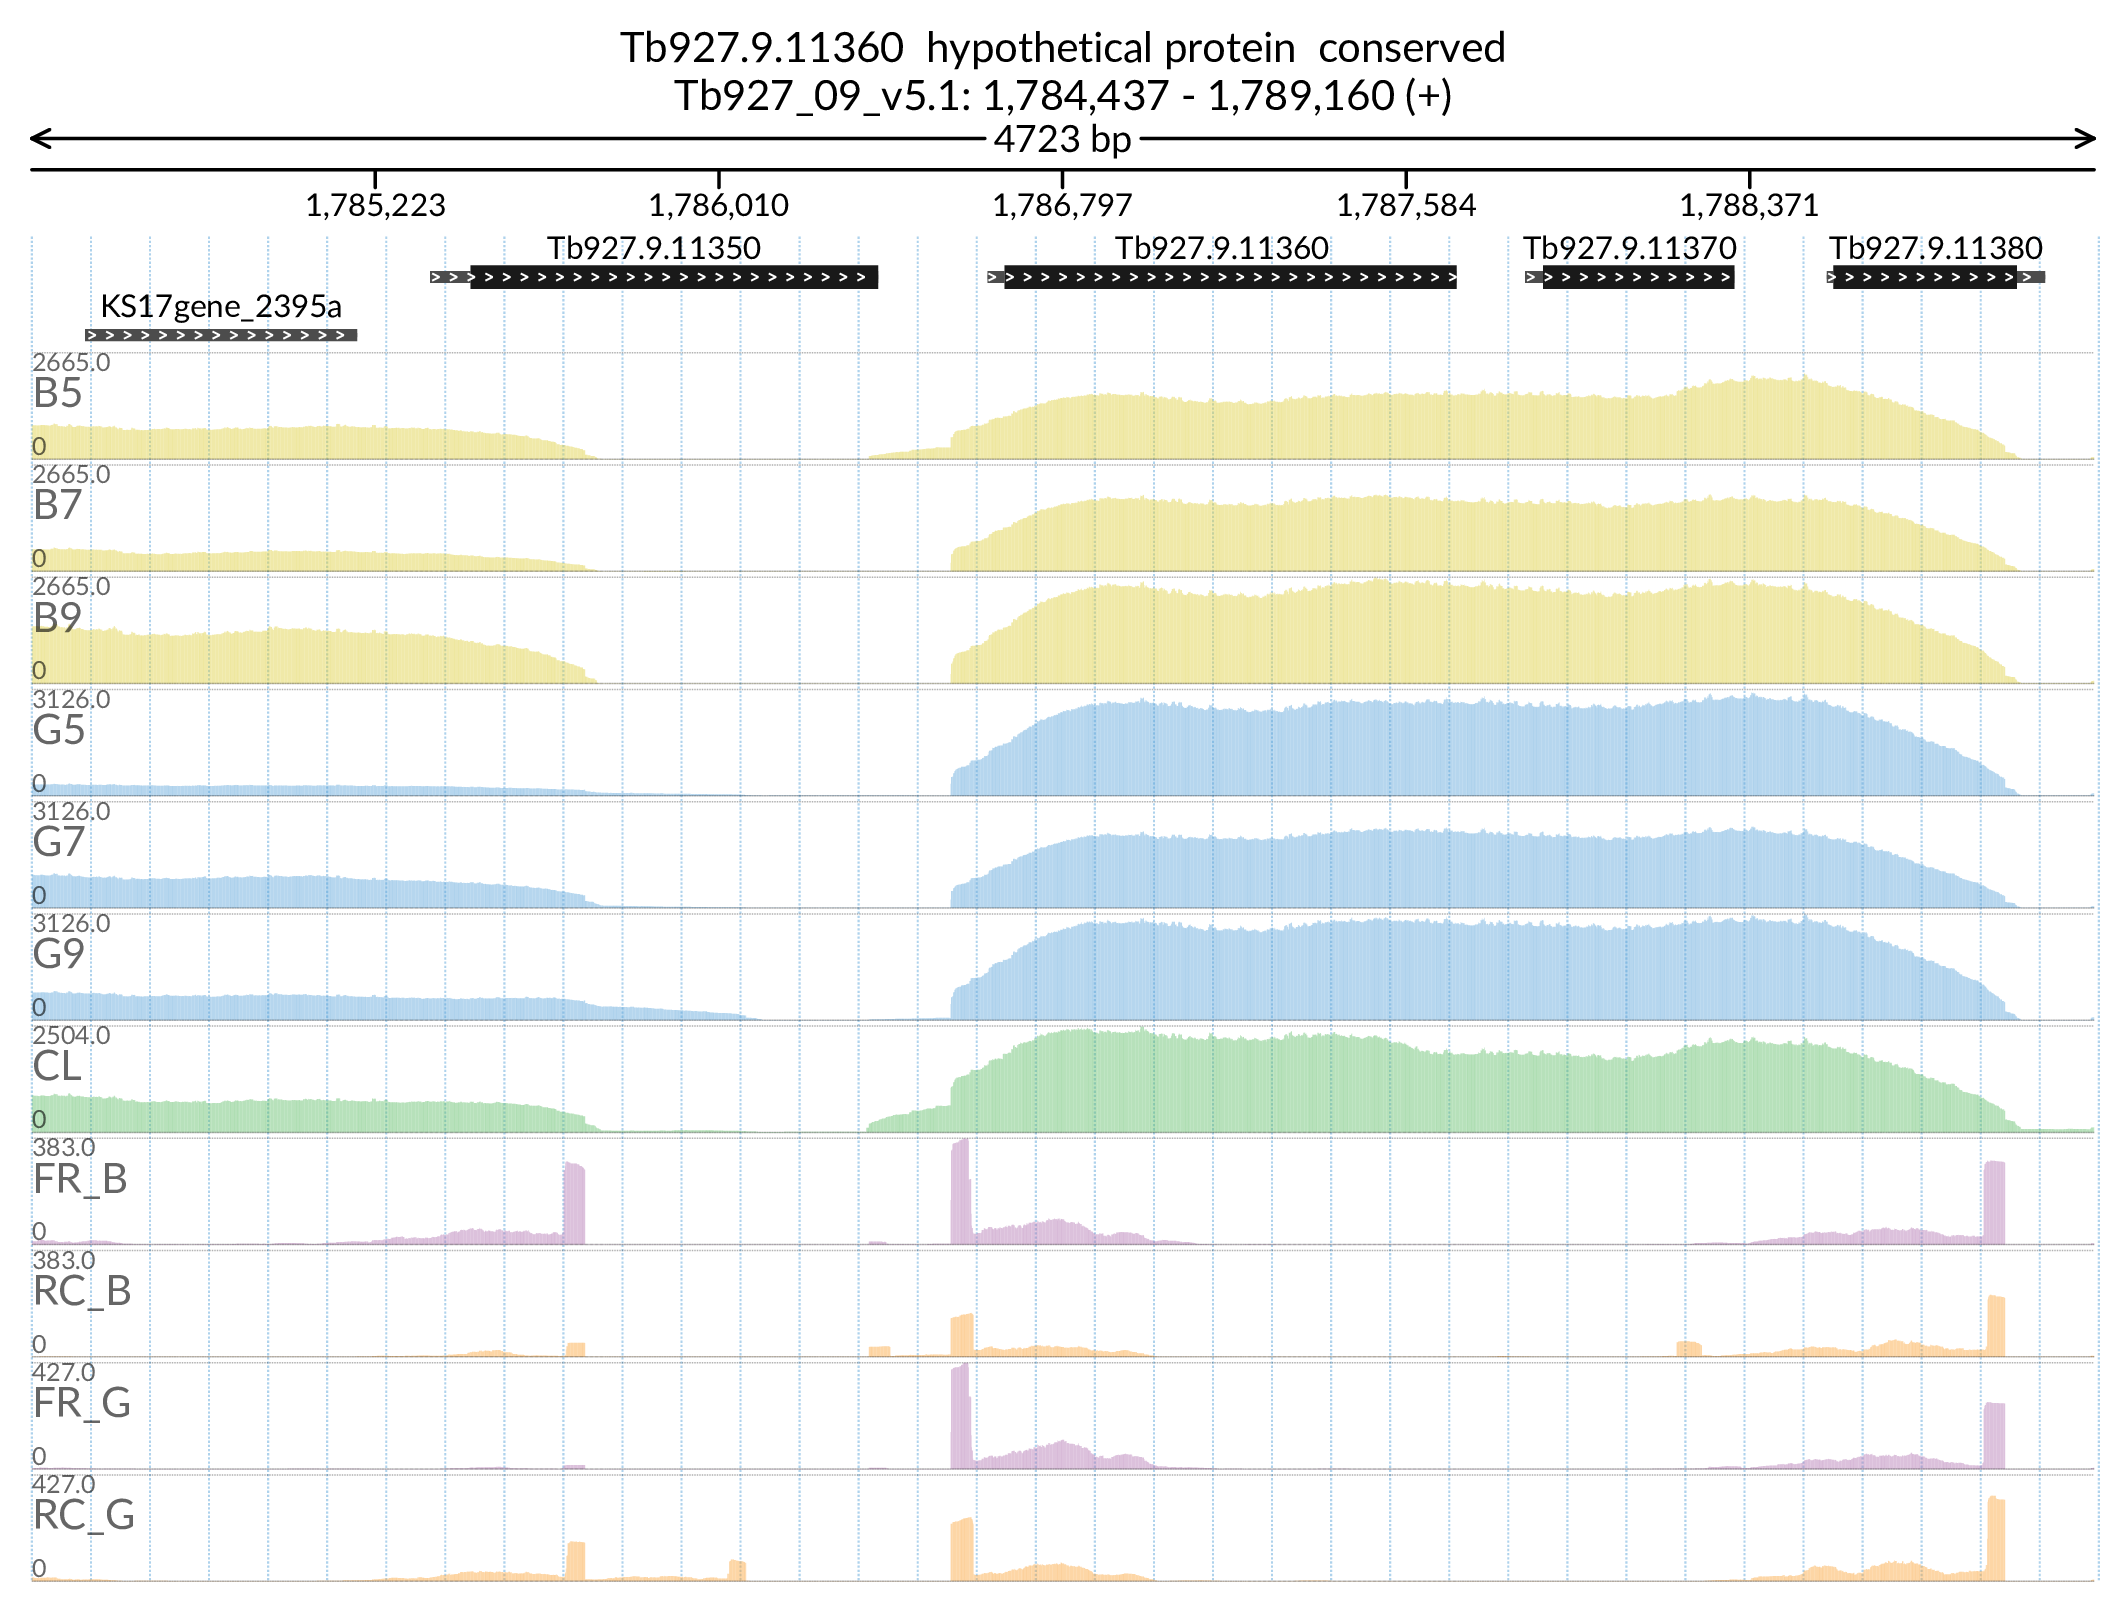 Tb927.9.11360 hypothetical protein conserved
Tb927_09_v5.1: 1,784,437 - 1,789,160 (+)
4723 bp
1,785,223 1,786,010 1,786,797 1,787,584 1,788,371
Tb927.9.11350 Tb927.9.11360 Tb927.9.11370 Tb927.9.11380
KS17gene_2395a
2665.0
B5
0
2665.0
B7
0
2665.0
B9
0
3126.0
G5
0
3126.0
G7
0
3126.0
G9
0
2504.0
CL
0
383.0
FR_B
0
383.0
RC_B
0
427.0
FR_G
0
427.0
RC_G
0